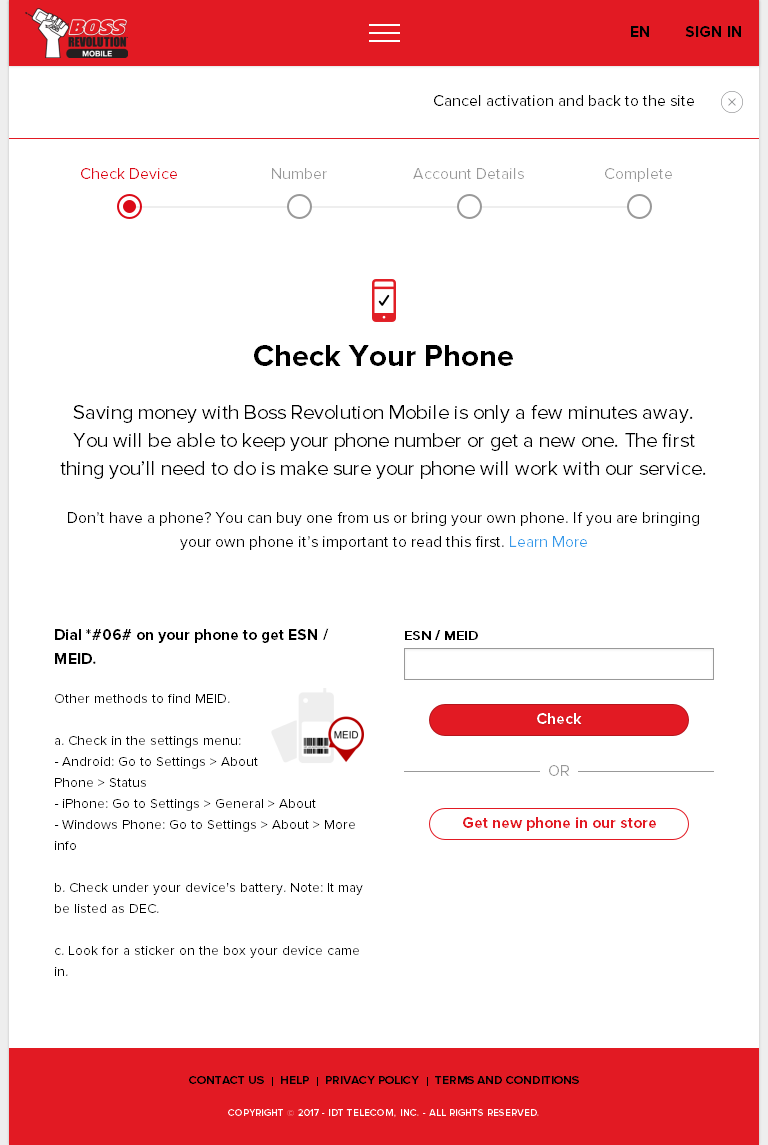 BOSS
REVOLUTION
MOBILE
EN SIGN IN
Cancel activation and back to the site
Check Device Number Account Details Complete
Check Your Phone
Saving money with Boss Revolution Mobile is only a few minutes away.
You will be able to keep your phone number or get a new one. The first
thing you’ll need to do is make sure your phone will work with our service.
Don’t have a phone? You can buy one from us or bring your own phone. If you are bringing
your own phone it’s important to read this first. Learn More
Dial *#06# on your phone to get ESN /
MEID.
Other methods to find MEID.
MEID
a. Check in the settings menu:
- Android: Go to Settings > About
Phone > Status
- iPhone: Go to Settings > General > About
- Windows Phone: Go to Settings > About > More
info
b. Check under your device's battery. Note: It may
be listed as DEC.
c. Look for a sticker on the box your device came
in.
ESN / MEID
Check
OR
Get new phone in our store
CONTACT US | HELP | PRIVACY POLICY | TERMS AND CONDITIONS
COPYRIGHT © 2017 - IDT TELECOM, INC. - ALL RIGHTS RESERVED.